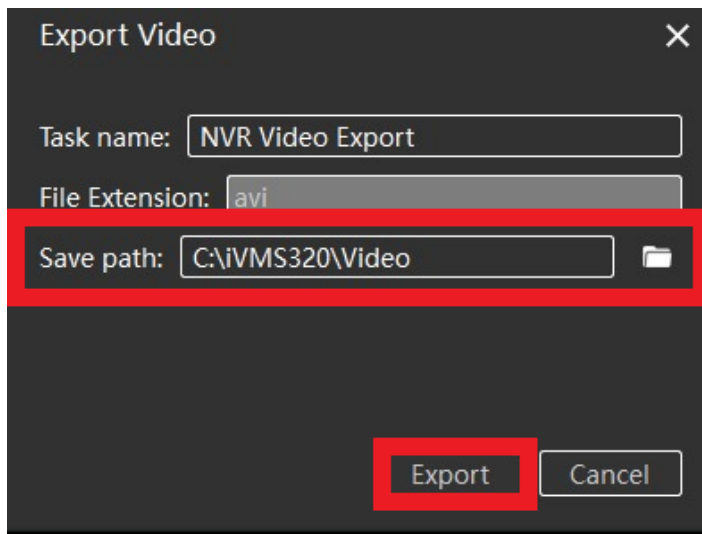 Export Video
Task name: NVR Video Export
File Extension: avi
Save path: C:\iVMS320\Video
Export Cancel